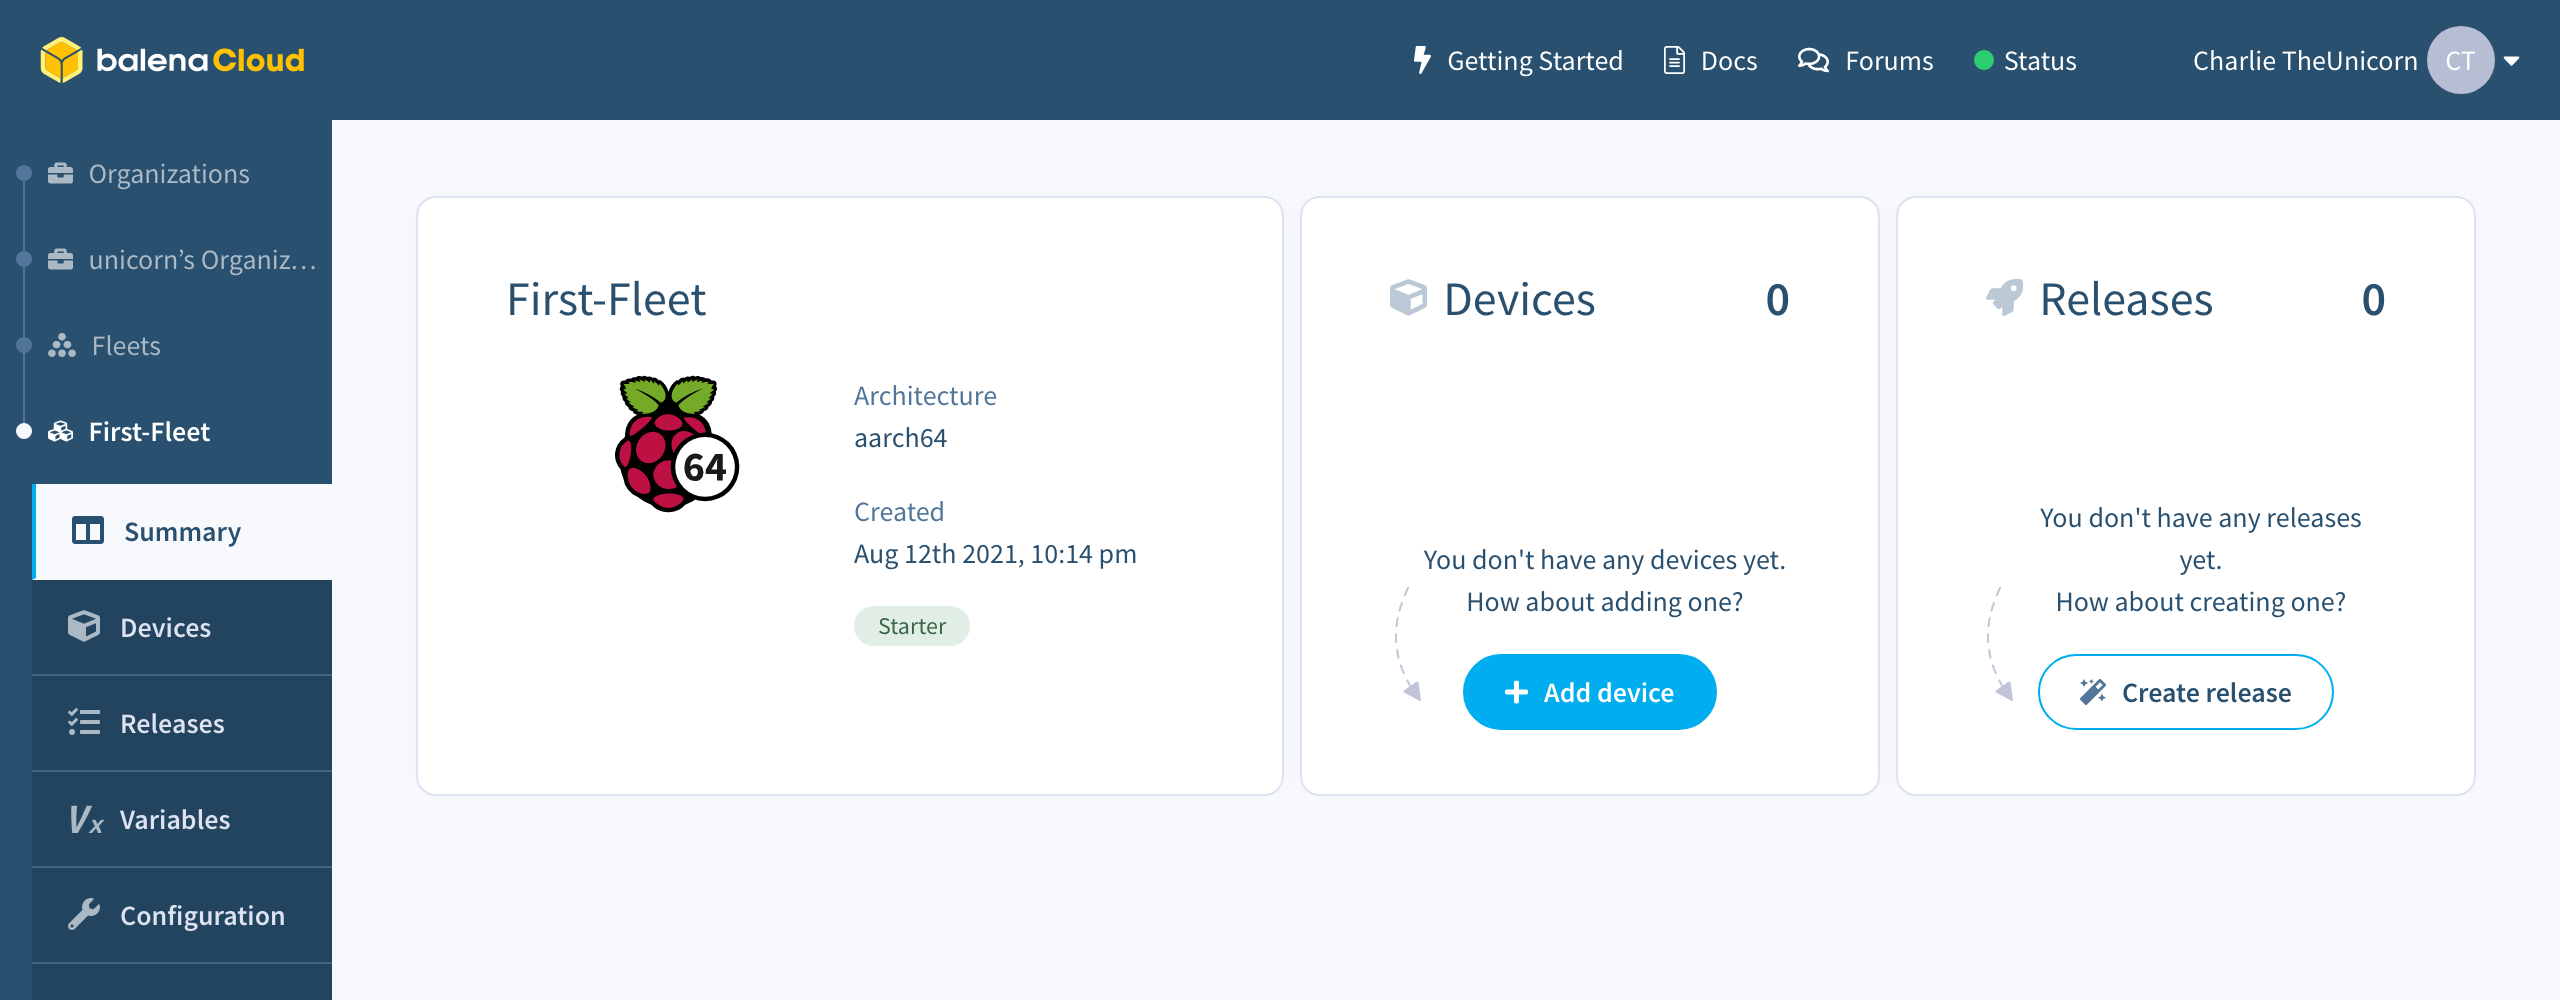 balenaCloud
Getting Started
Docs
Forums
Status
Charlie TheUnicorn
CT
Organizations
unicorn’s Organiz…
Fleets
First-Fleet
Summary
Devices
Releases
Variables
Configuration
First-Fleet
64
Architecture
aarch64
Created
Aug 12th 2021, 10:14 pm
Starter
Devices 0
You don't have any devices yet.
How about adding one?
Add device
Releases 0
You don't have any releases
yet.
How about creating one?
Create release